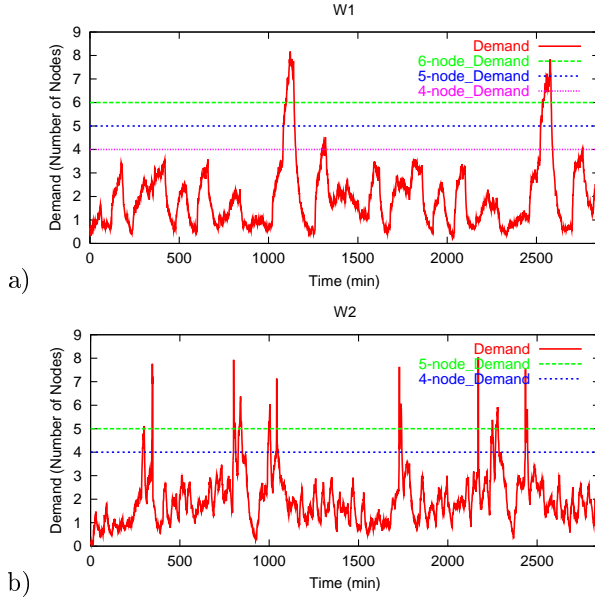 W1
Demand (Number of Nodes)
9
8
7
6
5
4
3
2
1
0
Demand
6-node_Demand
5-node_Demand
4-node_Demand
0 500 1000 1500 2000 2500
Time (min)
a)
W2
Demand (Number of Nodes)
9
8
7
6
5
4
3
2
1
0
Demand
5-node_Demand
4-node_Demand
0 500 1000 1500 2000 2500
Time (min)
b)